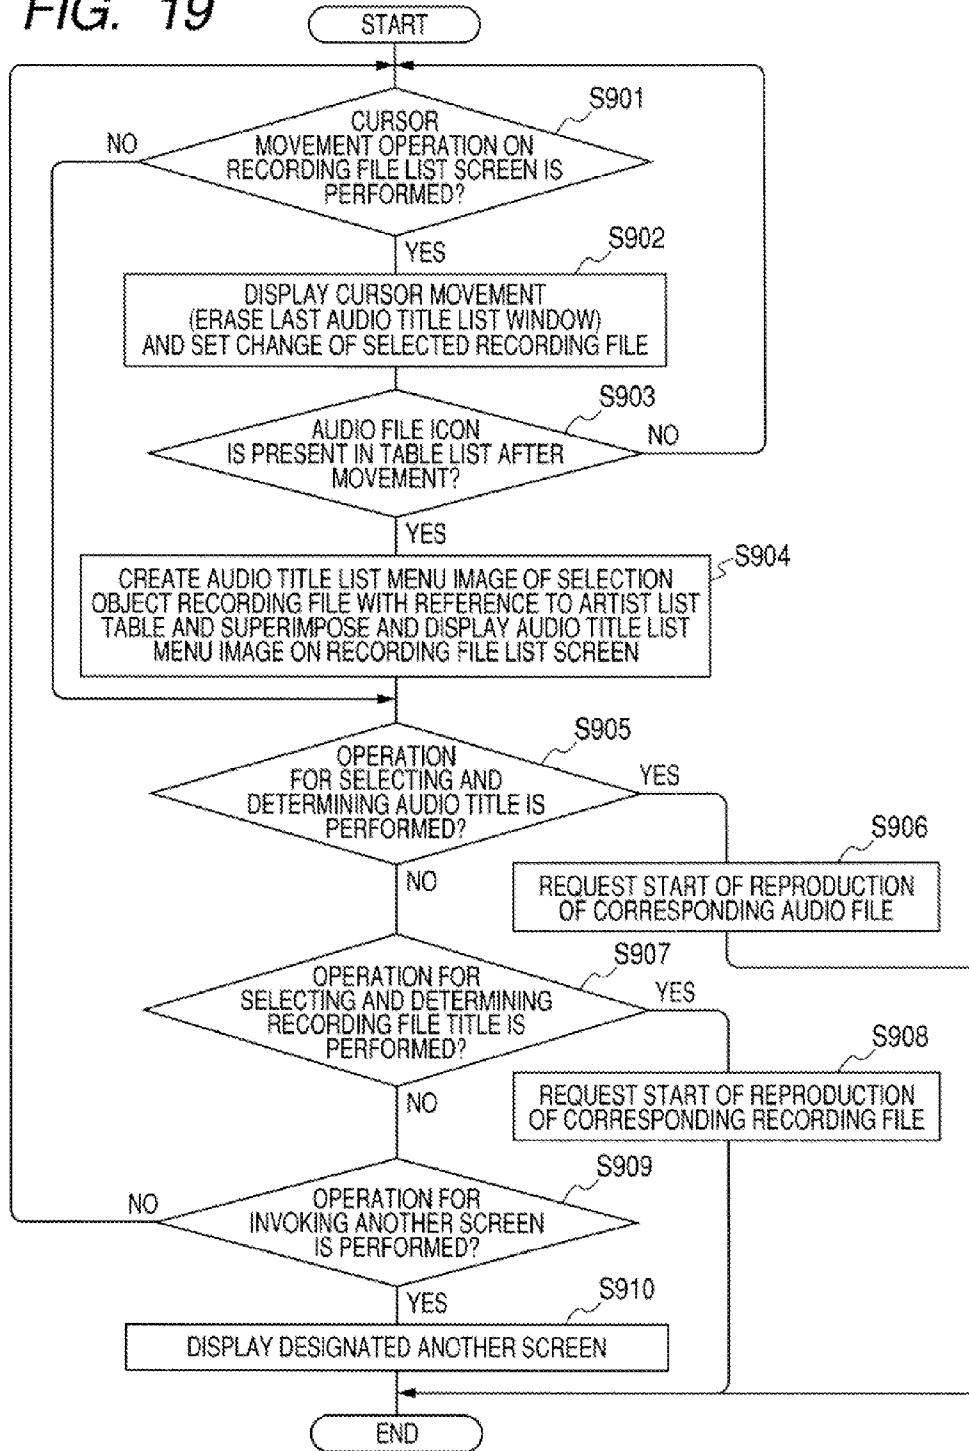 FIG. 19
START
S901
CURSOR
MOVEMENT OPERATION ON
RECORDING FILE LIST SCREEN IS
PERFORMED?
NO
YES
S902
DISPLAY CURSOR MOVEMENT
(ERASE LAST AUDIO TITLE LIST WINDOW)
AND SET CHANGE OF SELECTED RECORDING FILE
S903
AUDIO FILE ICON
IS PRESENT IN TABLE LIST AFTER
MOVEMENT?
NO
YES
S904
CREATE AUDIO TITLE LIST MENU IMAGE OF SELECTION
OBJECT RECORDING FILE WITH REFERENCE TO ARTIST LIST
TABLE AND SUPERIMPOSE AND DISPLAY AUDIO TITLE LIST
MENU IMAGE ON RECORDING FILE LIST SCREEN
S905
OPERATION
FOR SELECTING AND
DETERMINING AUDIO TITLE IS
PERFORMED?
YES
NO
S906
REQUEST START OF REPRODUCTION
OF CORRESPONDING AUDIO FILE
S907
OPERATION FOR
SELECTING AND DETERMINING
RECORDING FILE TITLE IS
PERFORMED?
YES
NO
S908
REQUEST START OF REPRODUCTION
OF CORRESPONDING RECORDING FILE
S909
OPERATION FOR
INVOKING ANOTHER SCREEN
IS PERFORMED?
NO
YES
S910
DISPLAY DESIGNATED ANOTHER SCREEN
END